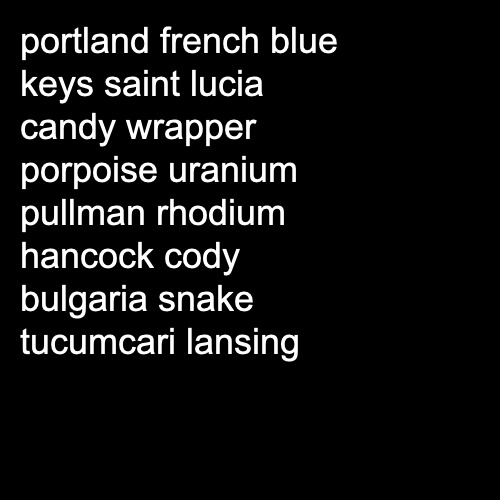 portland french blue
keys saint lucia
candy wrapper
porpoise uranium
pullman rhodium
hancock cody
bulgaria snake
tucumcari lansing